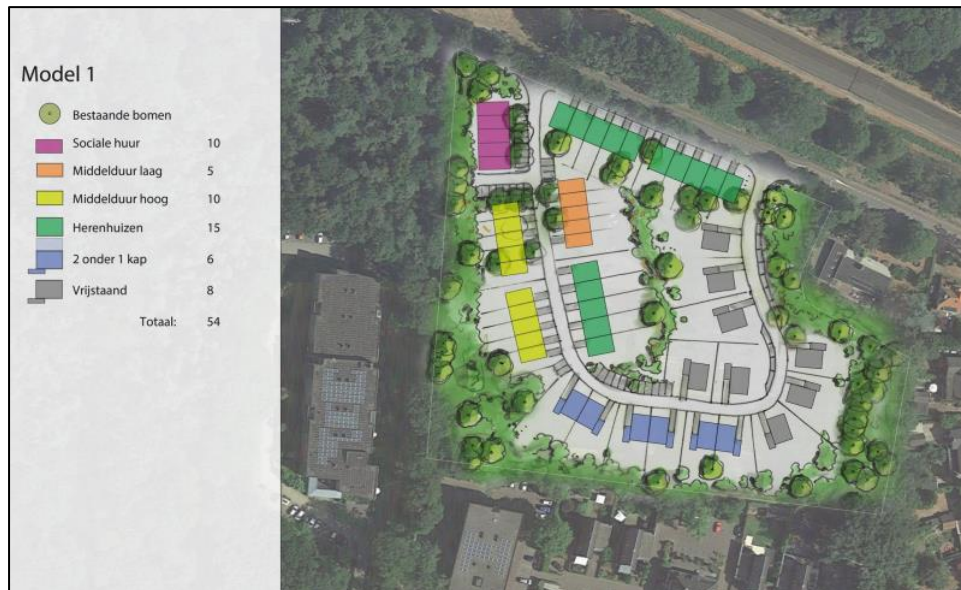 Model 1
Bestaande bomen
Sociale huur 10
Middelduur laag 5
Middelduur hoog 10
Herenhuizen 15
2 onder 1 kap 6
Vrijstaand 8
Totaal: 54